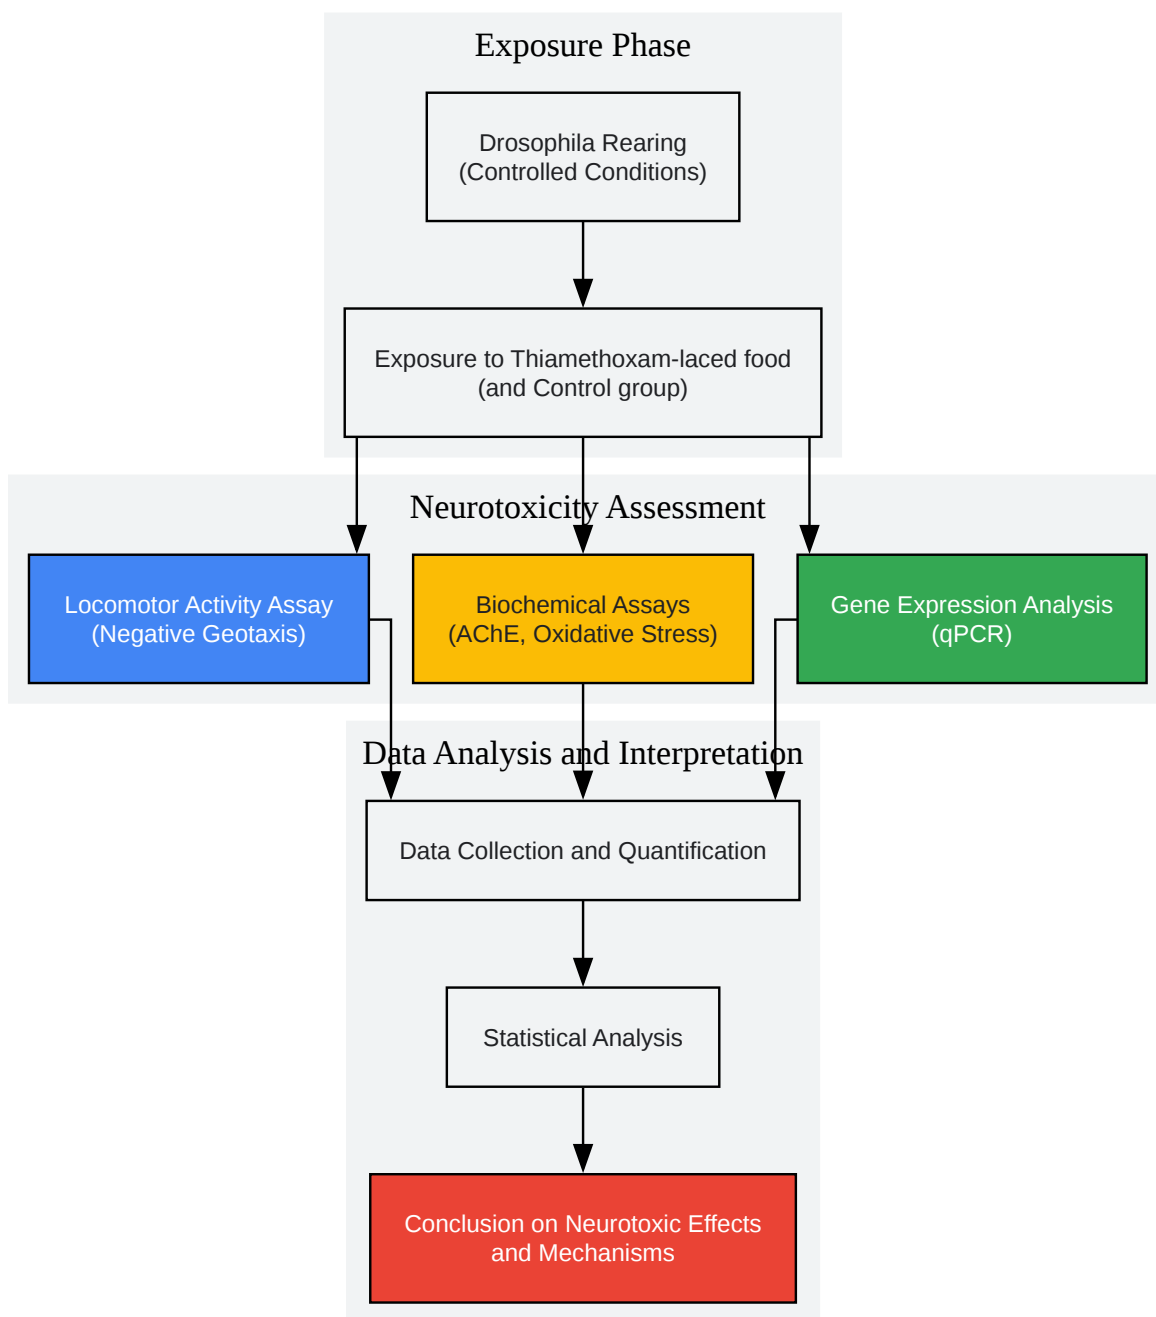 Exposure Phase
Drosophila Rearing
(Controlled Conditions)
Exposure to Thiamethoxam-laced food
(and Control group)
Neurotoxicity Assessment
Locomotor Activity Assay
(Negative Geotaxis)
Biochemical Assays
(AChE, Oxidative Stress)
Gene Expression Analysis
(qPCR)
Data Analysis and Interpretation
Data Collection and Quantification
Statistical Analysis
Conclusion on Neurotoxic Effects
and Mechanisms